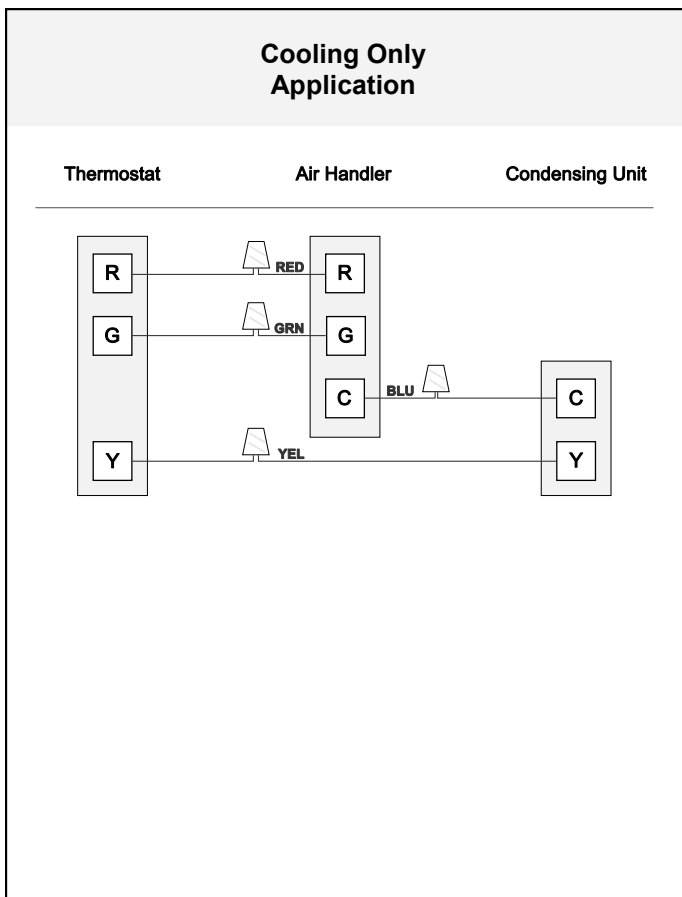 Cooling Only
Application
Thermostat Air Handler Condensing Unit
R RED R
G GRN G
C BLU C
Y YEL Y